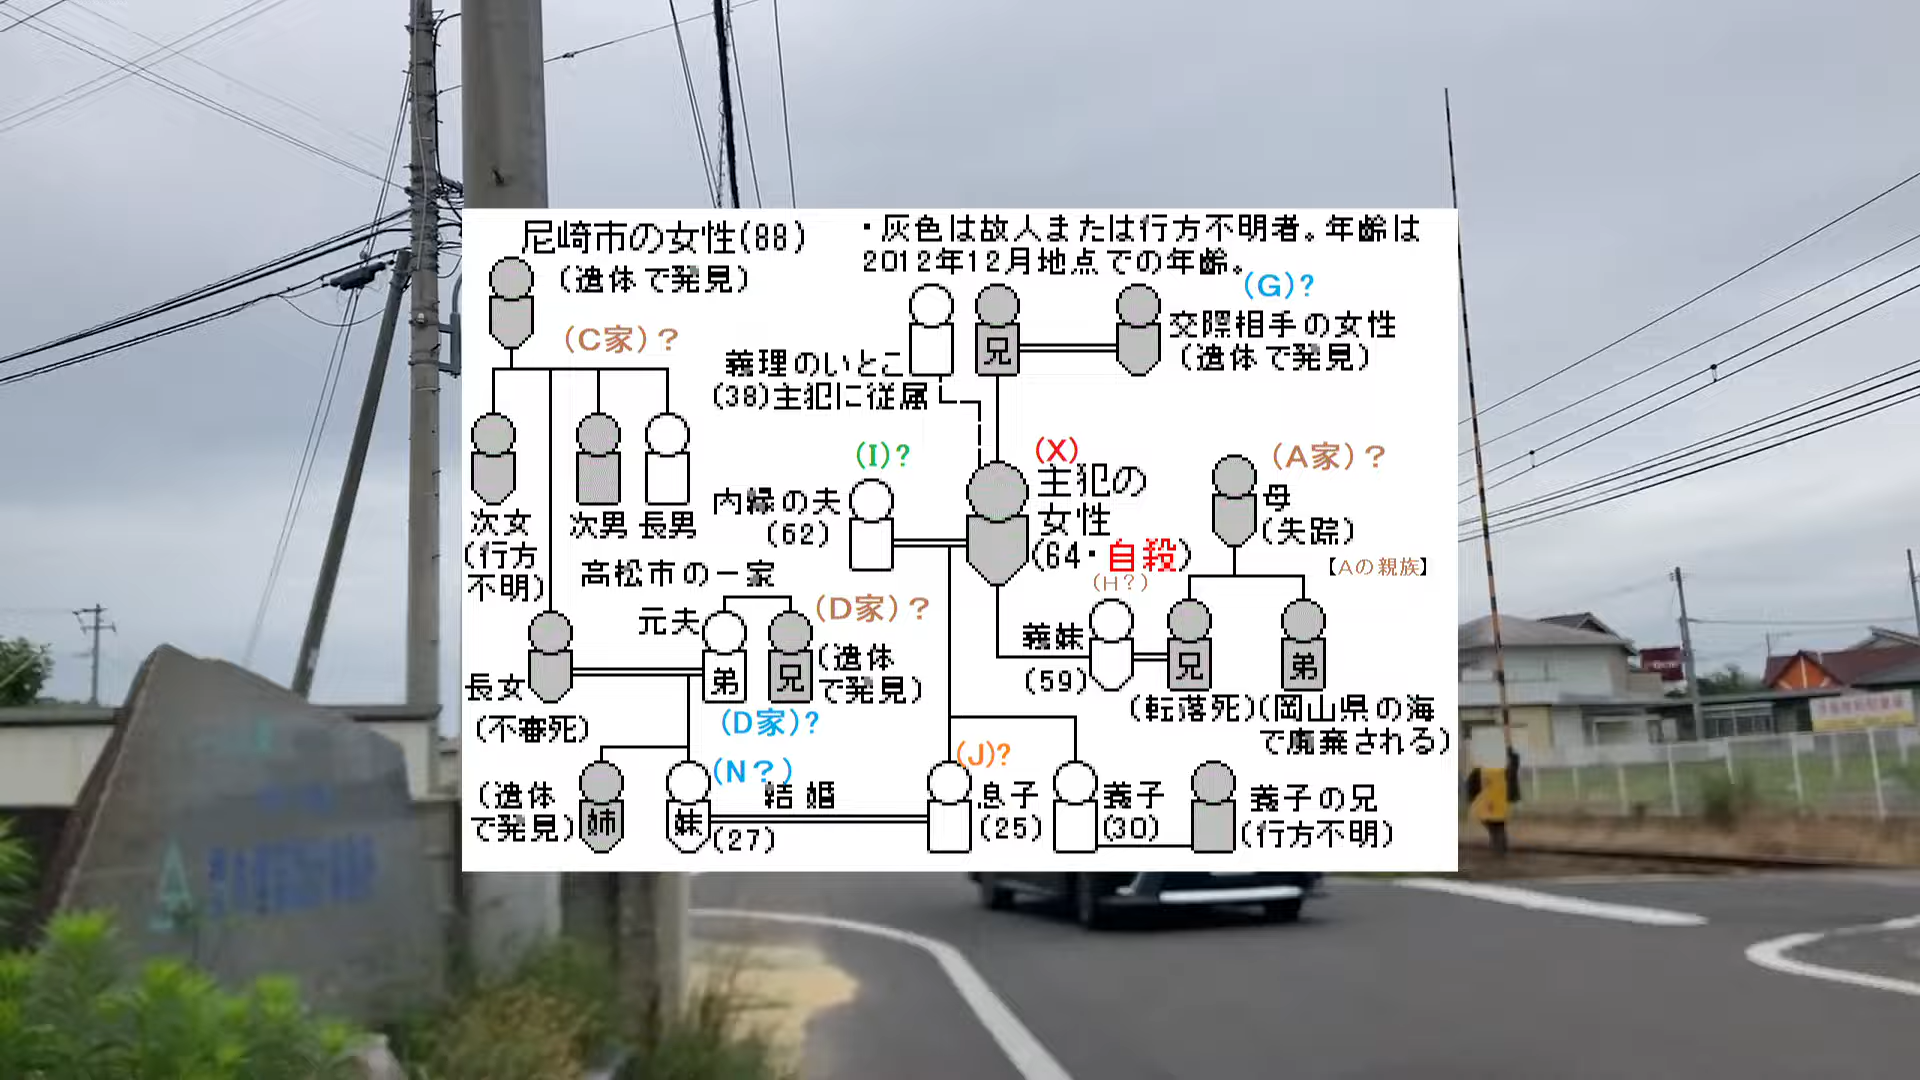 尼崎市の女性(88)
(遺体で発見)
・灰色は故人または行方不明者。年齢は
2012年12月地点での年齢。
(G)?
交際相手の女性
(遺体で発見)
(C家)?
兄
義理のいとこ
(38)主犯に従属
(I)?
内縁の夫
(62)
(X)
主犯の
女性
(64・自殺)
(A家)?
母
(失踪)
【Aの親族】
次女
(行方
不明)
次男
長男
高松市の一家
元夫
(D家)?
弟
兄
(遺体
で発見)
(H?)
義妹
(59)
兄
弟
(転落死)
(岡山県の海
で廃棄される)
長女
(不審死)
(D家)?
(N?)
結婚
(J)?
(遺体
で発見)
姉
妹
(27)
息子
(25)
養子
(30)
養子の兄
(行方不明)
A